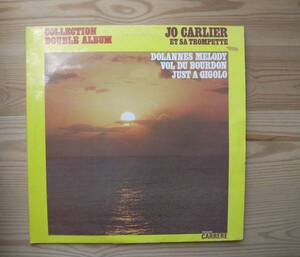 COLLECTION
DOUBLE ALBUM
JO CARLIER
ET SA TROMPETTE
DOLANNES MELODY
VOL DU BOURDON
JUST A GIGOLO
CARRERE